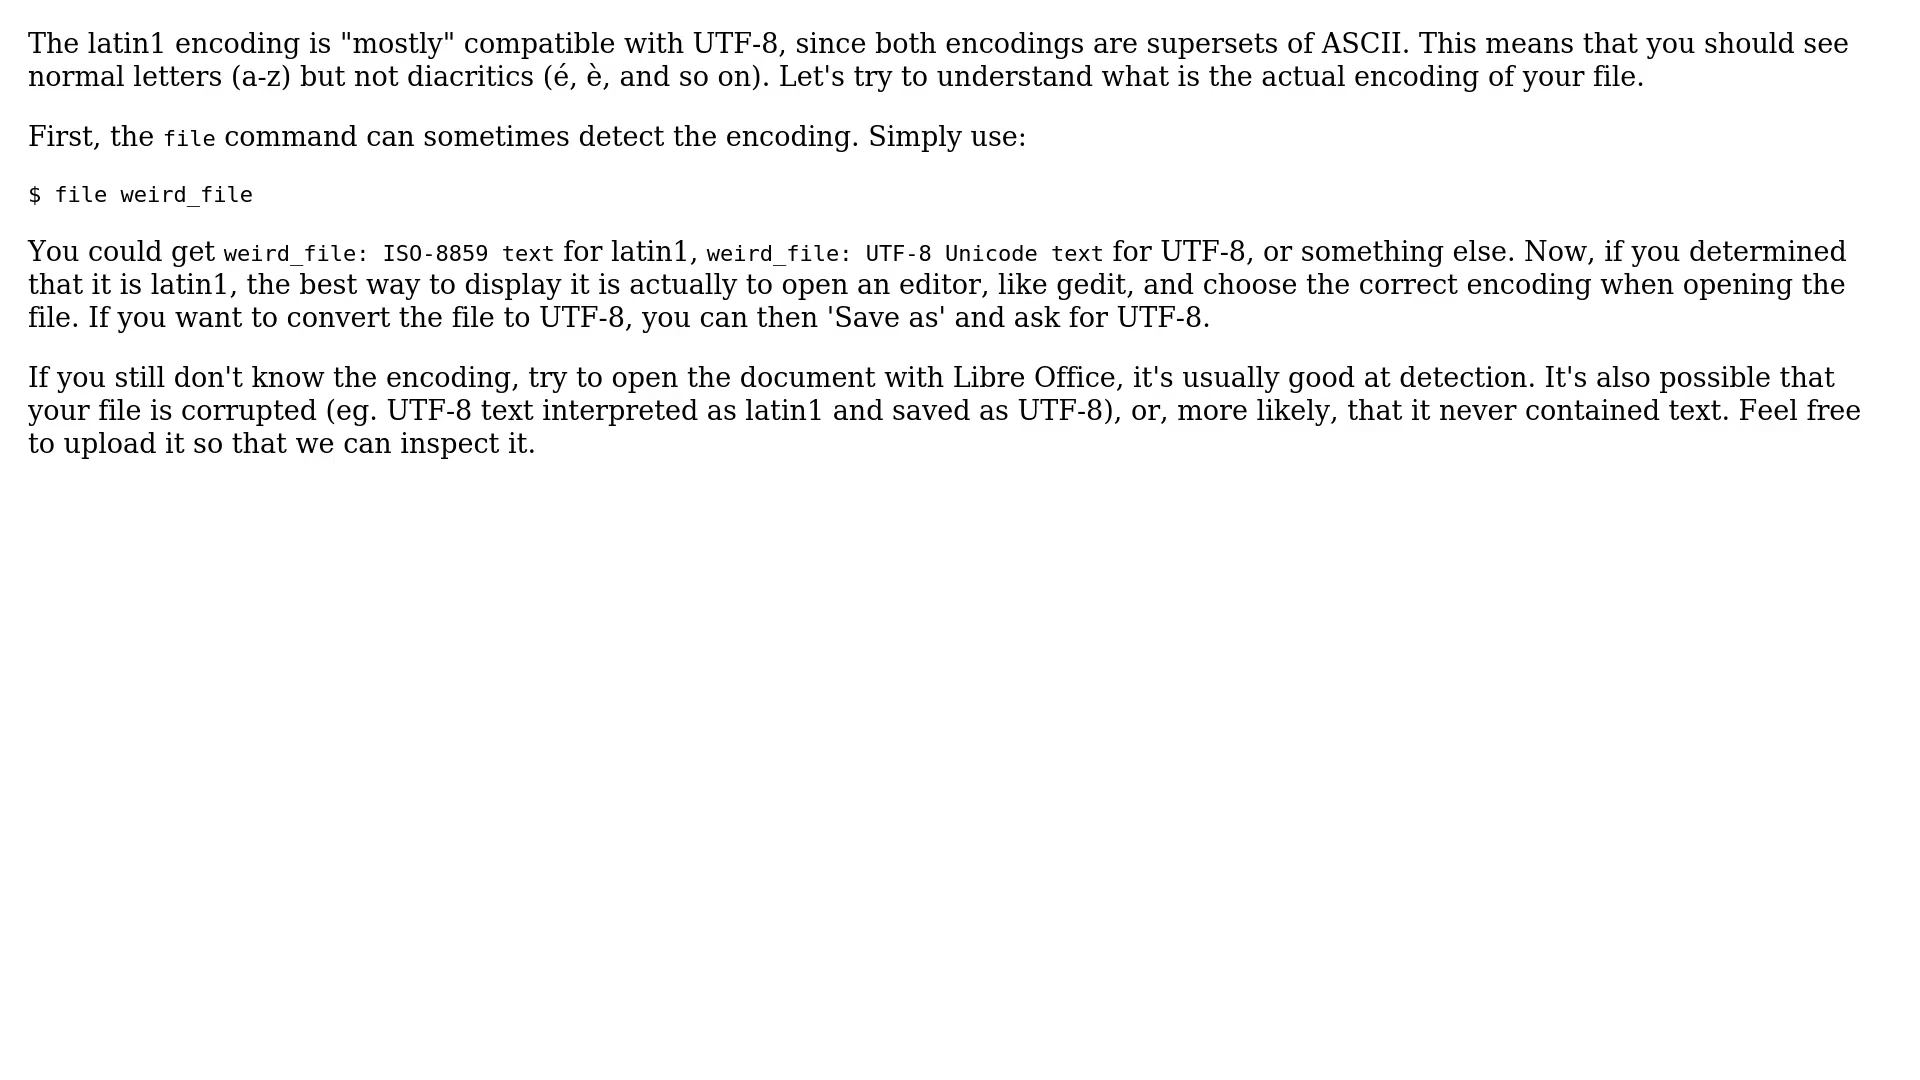 The latin1 encoding is "mostly" compatible with UTF-8, since both encodings are supersets of ASCII. This means that you should see
normal letters (a-z) but not diacritics (é, è, and so on). Let's try to understand what is the actual encoding of your file.
First, the file command can sometimes detect the encoding. Simply use:
$ file weird_file
You could get weird_file: ISO-8859 text for latin1, weird_file: UTF-8 Unicode text for UTF-8, or something else. Now, if you determined
that it is latin1, the best way to display it is actually to open an editor, like gedit, and choose the correct encoding when opening the
file. If you want to convert the file to UTF-8, you can then 'Save as' and ask for UTF-8.
If you still don't know the encoding, try to open the document with Libre Office, it's usually good at detection. It's also possible that
your file is corrupted (eg. UTF-8 text interpreted as latin1 and saved as UTF-8), or, more likely, that it never contained text. Feel free
to upload it so that we can inspect it.